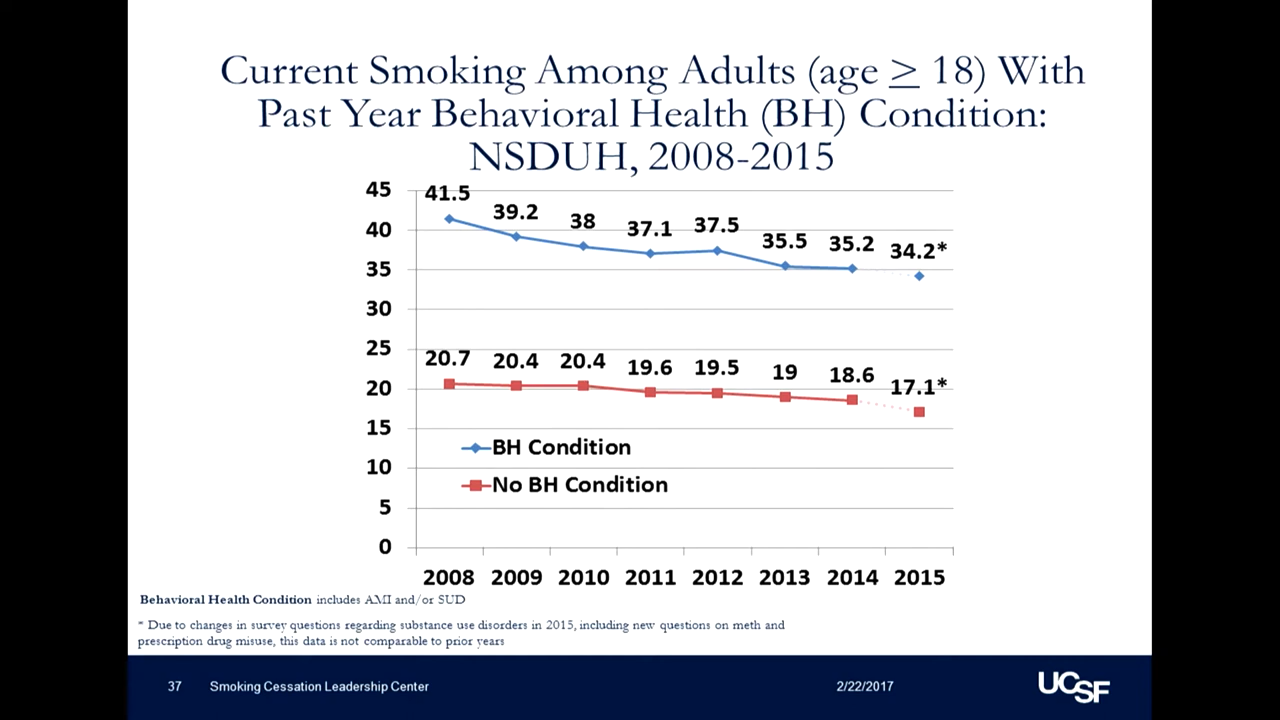 Current Smoking Among Adults (age ≥ 18) With
Past Year Behavioral Health (BH) Condition:
NSDUH, 2008-2015
45
40
35
30
25
20
15
10
5
0
41.5
39.2
38
37.1
37.5
35.5
35.2
34.2*
20.7
20.4
20.4
19.6
19.5
19
18.6
17.1*
BH Condition
No BH Condition
2008 2009 2010 2011 2012 2013 2014 2015
Behavioral Health Condition includes AMI and/or SUD
* Due to changes in survey questions regarding substance use disorders in 2015, including new questions on meth and
prescription drug misuse, this data is not comparable to prior years
37 Smoking Cessation Leadership Center 2/22/2017 UCSF